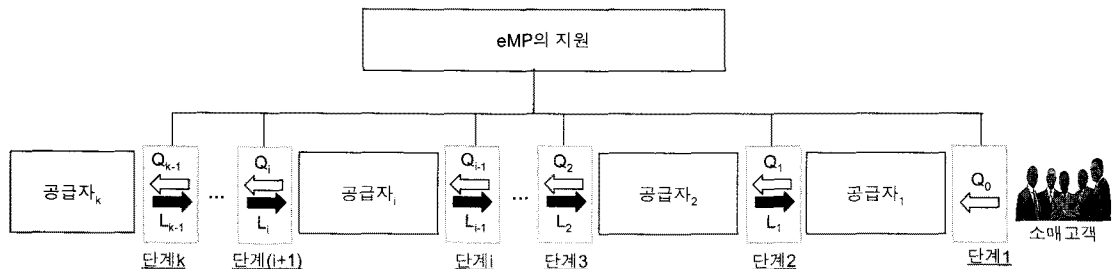 eMP의 지원
공급자k
Qk-1
Lk-1
단계k
...
Qi
Li
단계(i+1)
공급자i
Qi-1
Li-1
단계i
...
Q2
L2
단계3
공급자2
Q1
L1
단계2
공급자1
Q0
단계1
소매고객